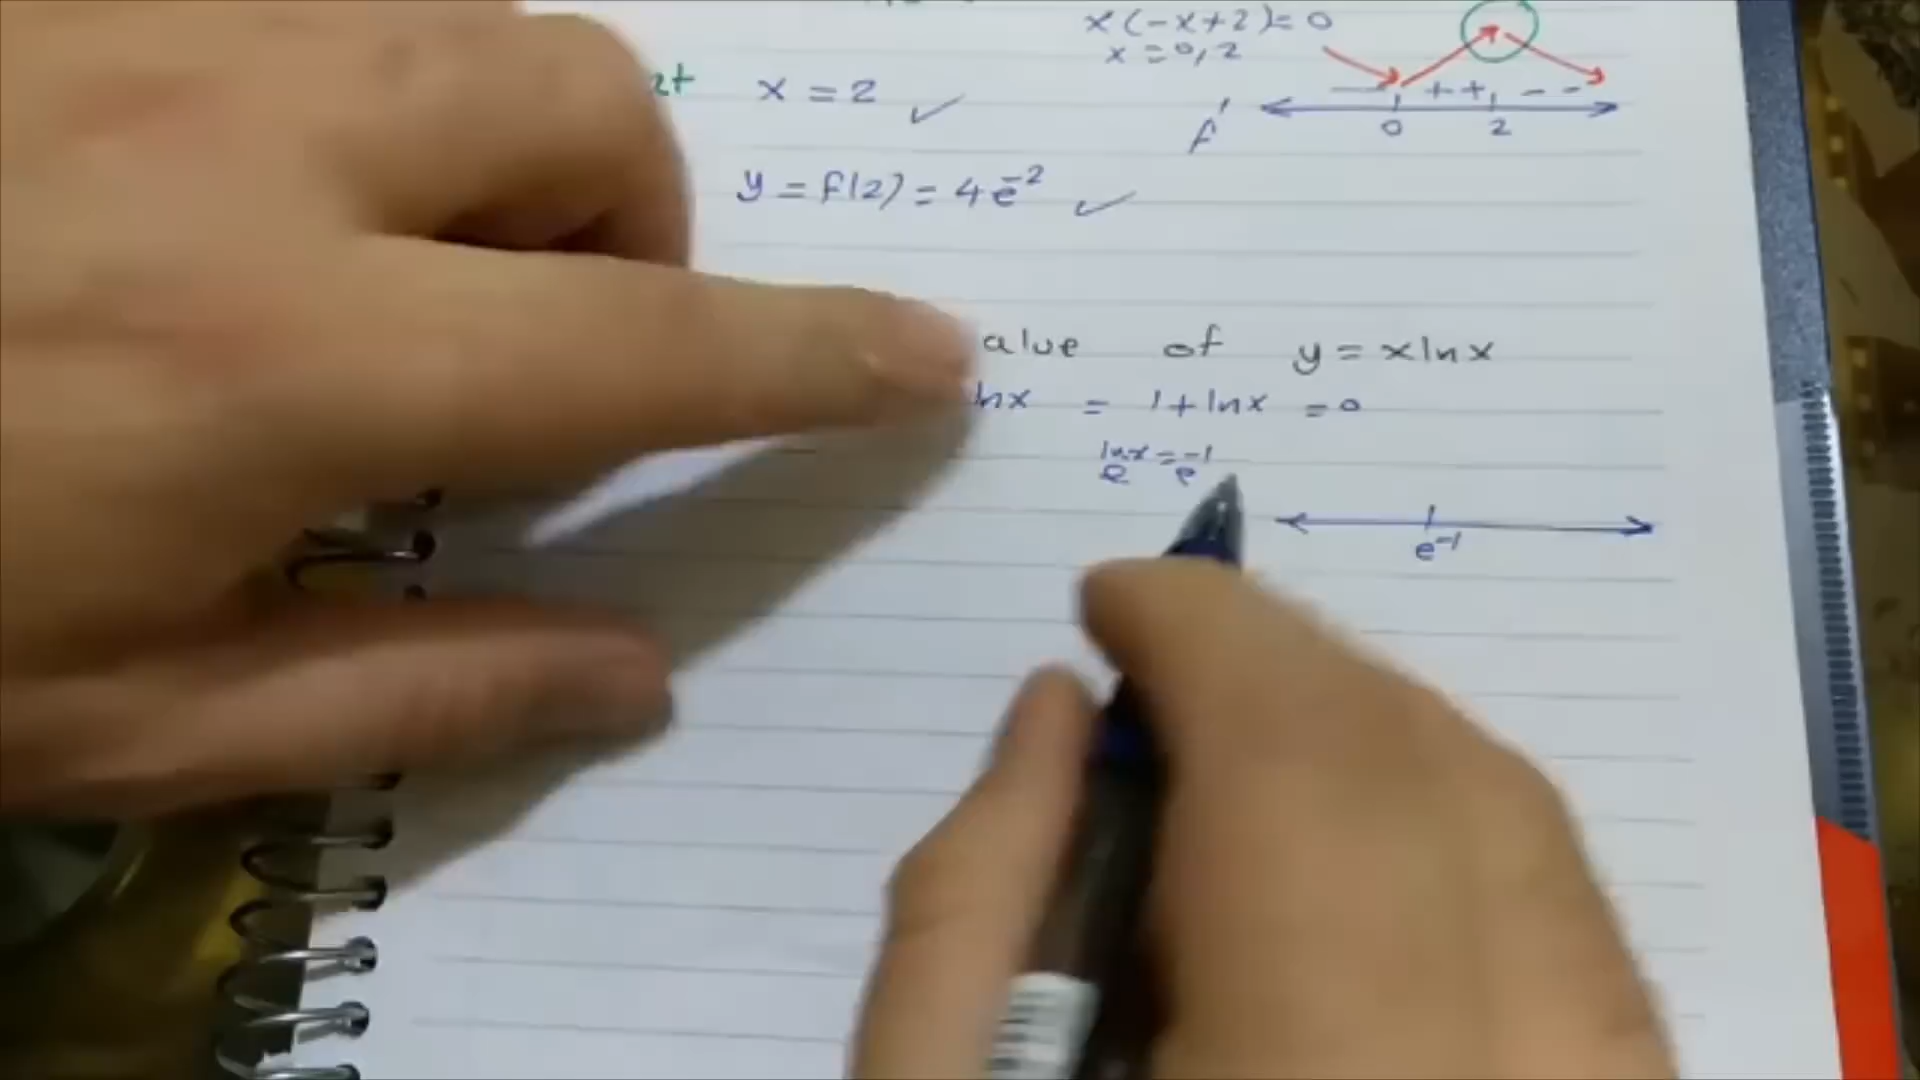 x(-x+2)=0
x=0,2
at x=2 ✓
f' - + + - -
0 2
y=f(2)=4e⁻² ✓
alue of y=xlnx
lnx = 1+lnx =0
lnx=-1
e e
e⁻¹